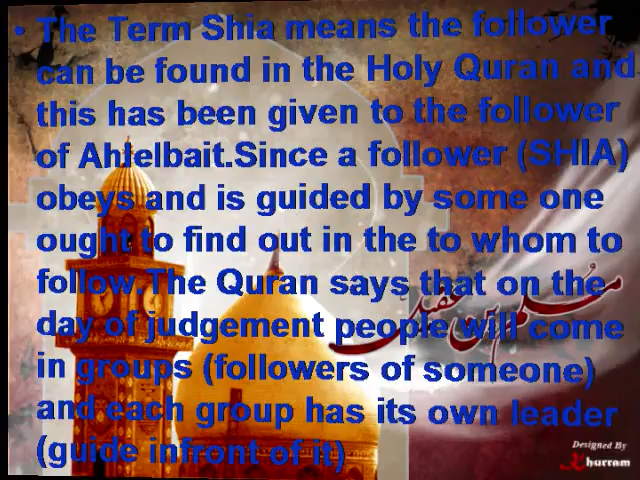 • The Term Shia means the follower
can be found in the Holy Quran and
this has been given to the follower
of Ahlelbait.Since a follower (SHIA)
obeys and is guided by some one
ought to find out in the to whom to
follow.The Quran says that on the
مسلم بن عقیل
day of judgement people will come
in groups (followers of someone)
and each group has its own leader
(guide infront of it)
Designed By
Khurram